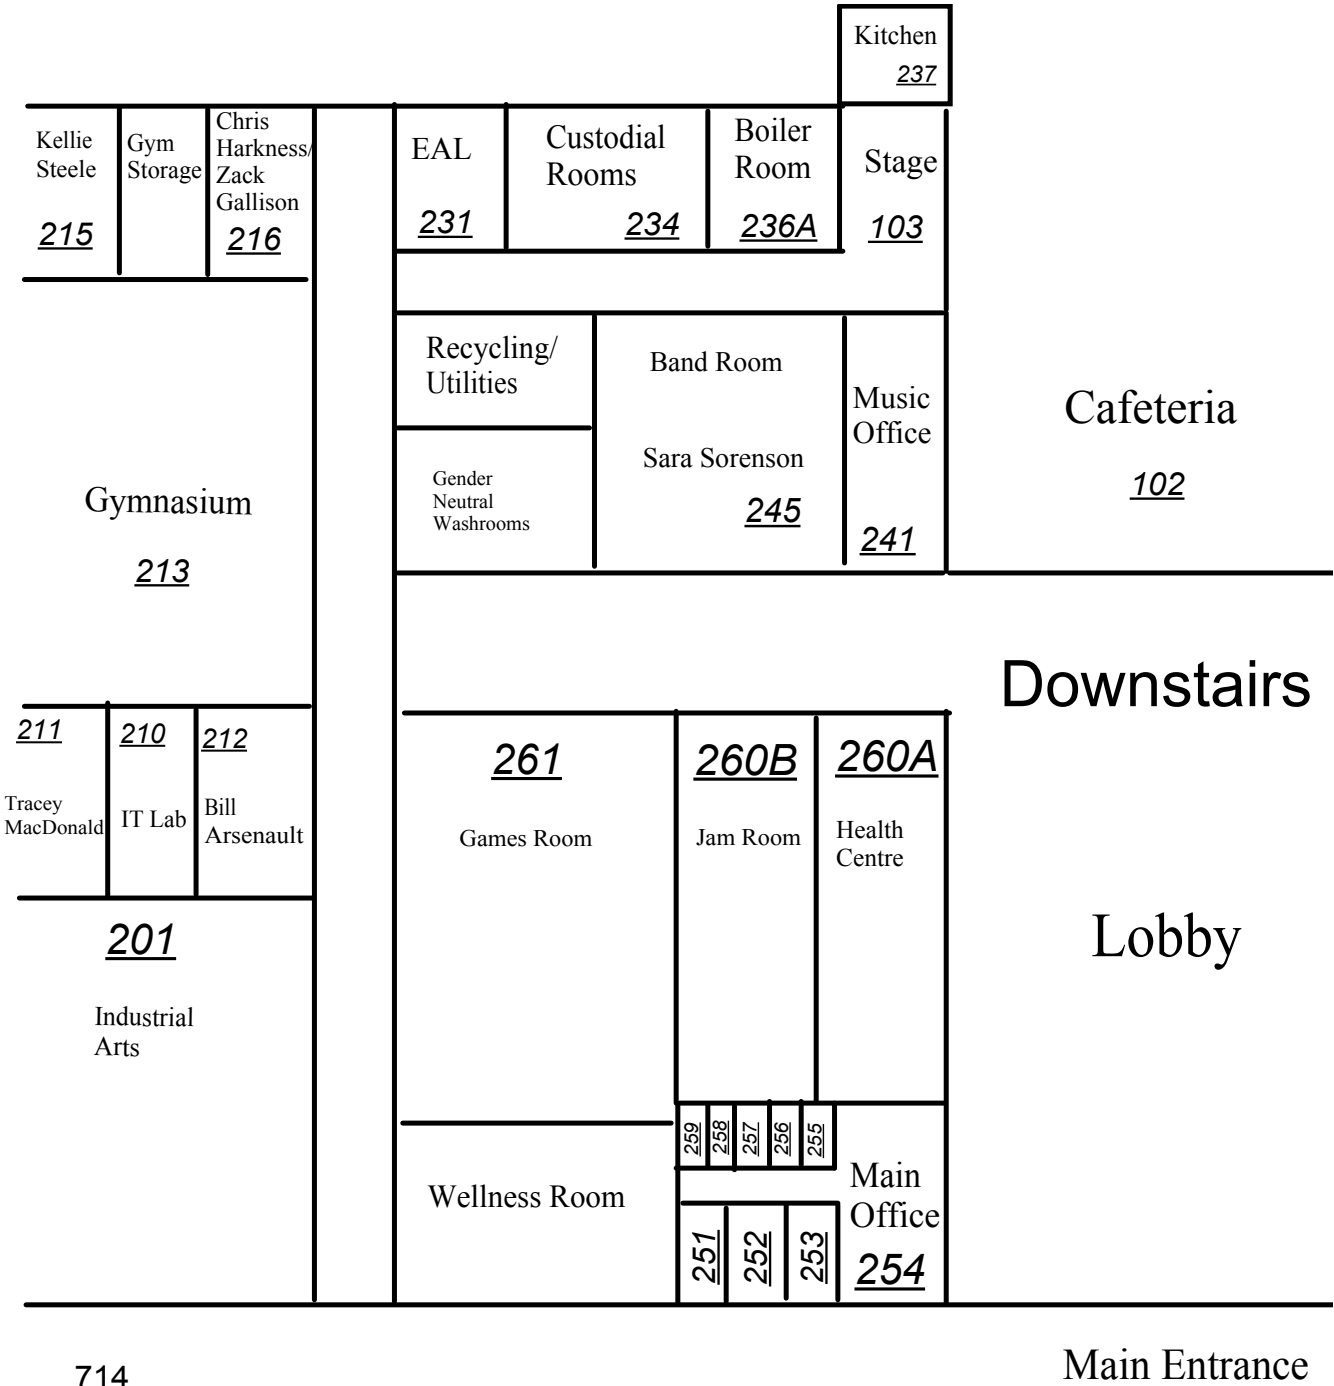 Kitchen
237
Kellie
Steele
215
Gym
Storage
Chris
Harkness/
Zack
Gallison
216
EAL
231
Custodial
Rooms
234
Boiler
Room
236A
Stage
103
Recycling/
Utilities
Gender
Neutral
Washrooms
Band Room
Sara Sorenson
245
Music
Office
241
Cafeteria
102
Gymnasium
213
Downstairs
211
Tracey
MacDonald
210
IT Lab
212
Bill
Arsenault
261
Games Room
260B
Jam Room
260A
Health
Centre
Lobby
201
Industrial
Arts
Wellness Room
259
258
257
256
255
251
252
253
Main
Office
254
Main Entrance
714